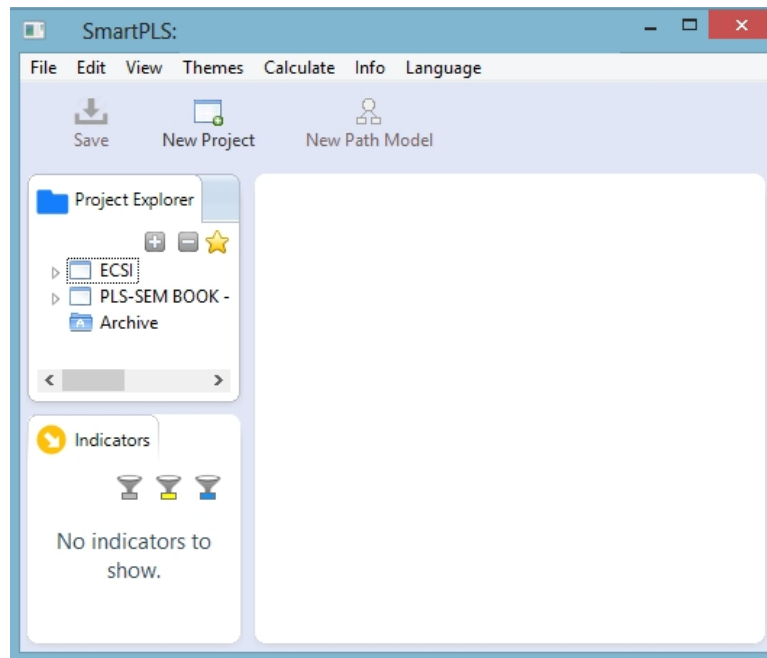 SmartPLS:
File Edit View Themes Calculate Info Language
Save New Project New Path Model
Project Explorer
ECSI
PLS-SEM BOOK -
A Archive
Indicators
No indicators to
show.